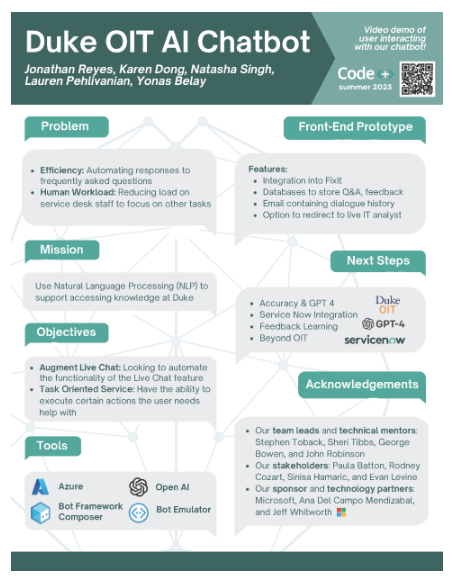 Duke OIT AI Chatbot
Jonathan Reyes, Karen Dong, Natasha Singh,
Lauren Pehlivanian, Yonas Belay
Video demo of
user interacting
with our chatbot!
Code +
summer 2023
Problem
• Efficiency: Automating responses to
frequently asked questions
• Human Workload: Reducing load on
service desk staff to focus on other tasks
Mission
Use Natural Language Processing (NLP) to
support accessing knowledge at Duke
Objectives
• Augment Live Chat: Looking to automate
the functionality of the Live Chat feature
• Task Oriented Service: Have the ability to
execute certain actions the user needs
help with
Tools
Azure
Open AI
Bot Framework
Composer
Bot Emulator
Front-End Prototype
Features:
• Integration into FixIt
• Databases to store Q&A, feedback
• Email containing dialogue history
• Option to redirect to live IT analyst
Next Steps
• Accuracy & GPT 4
• Service Now Integration
• Feedback Learning
• Beyond OIT
Duke
OIT
GPT-4
servicenow
Acknowledgements
• Our team leads and technical mentors:
Stephen Toback, Sheri Tibbs, George
Bowen, and John Robinson
• Our stakeholders: Paula Batton, Rodney
Cozart, Sinisa Hamaric, and Evan Levine
• Our sponsor and technology partners:
Microsoft, Ana Del Campo Mendizabal,
and Jeff Whitworth